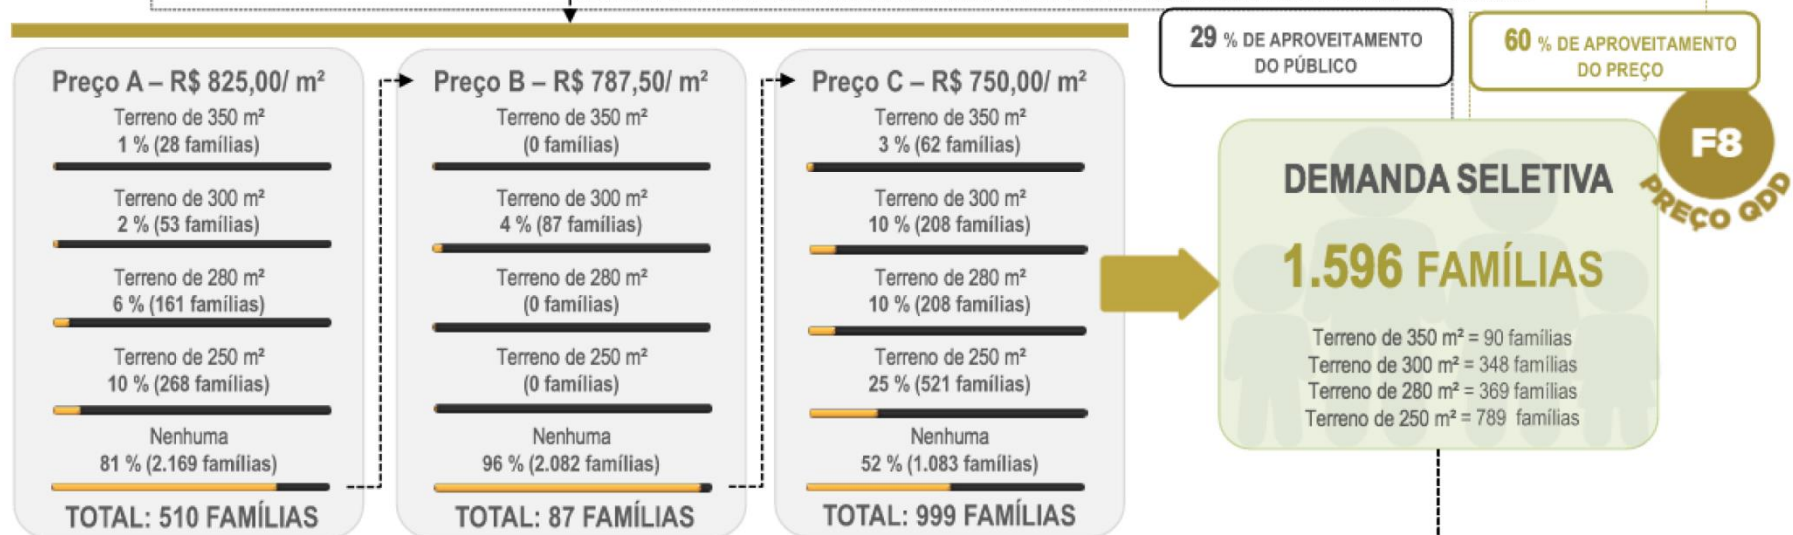 29 % DE APROVEITAMENTO
DO PÚBLICO
60 % DE APROVEITAMENTO
DO PREÇO
Preço A – R$ 825,00/ m²
Terreno de 350 m²
1 % (28 famílias)
Terreno de 300 m²
2 % (53 famílias)
Terreno de 280 m²
6 % (161 famílias)
Terreno de 250 m²
10 % (268 famílias)
Nenhuma
81 % (2.169 famílias)
TOTAL: 510 FAMÍLIAS
Preço B – R$ 787,50/ m²
Terreno de 350 m²
(0 famílias)
Terreno de 300 m²
4 % (87 famílias)
Terreno de 280 m²
(0 famílias)
Terreno de 250 m²
(0 famílias)
Nenhuma
96 % (2.082 famílias)
TOTAL: 87 FAMÍLIAS
Preço C – R$ 750,00/ m²
Terreno de 350 m²
3 % (62 famílias)
Terreno de 300 m²
10 % (208 famílias)
Terreno de 280 m²
10 % (208 famílias)
Terreno de 250 m²
25 % (521 famílias)
Nenhuma
52 % (1.083 famílias)
TOTAL: 999 FAMÍLIAS
F8
PREÇO QDD
DEMANDA SELETIVA
1.596 FAMÍLIAS
Terreno de 350 m² = 90 famílias
Terreno de 300 m² = 348 famílias
Terreno de 280 m² = 369 famílias
Terreno de 250 m² = 789 famílias